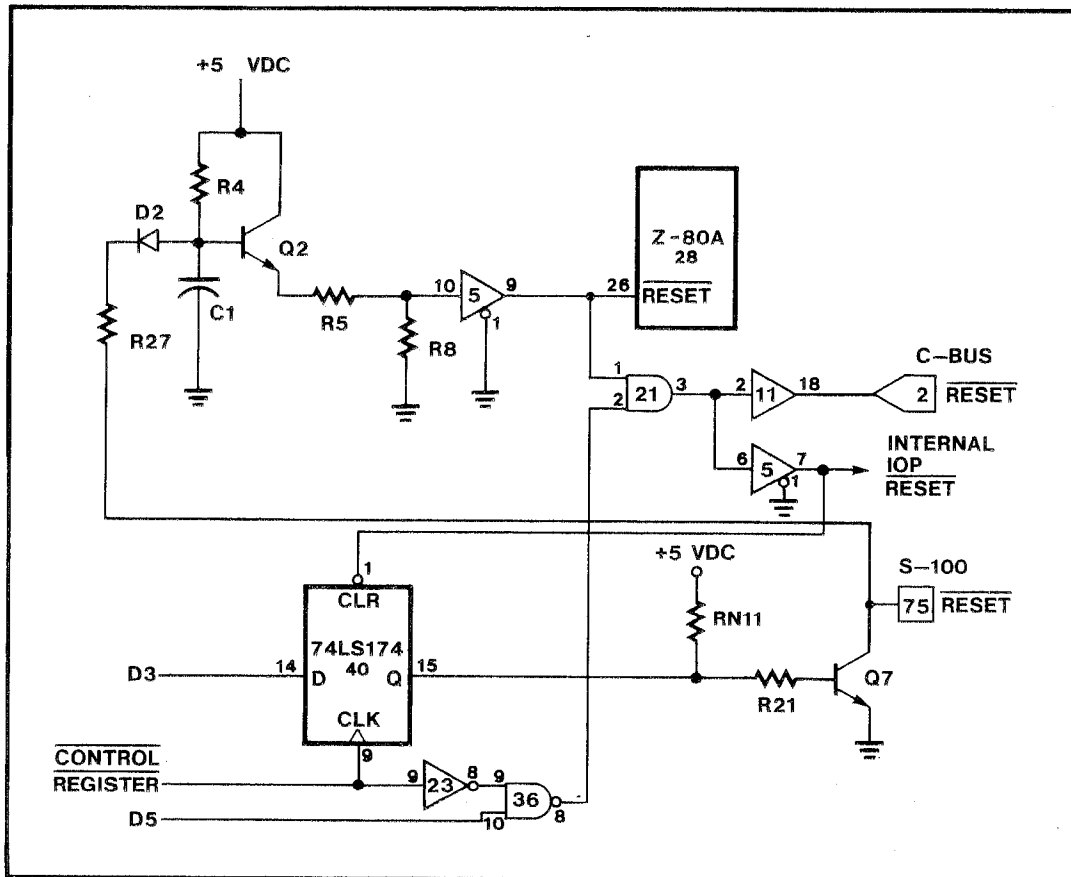 +5 VDC
R4
D2
Q2
C1
R27
R5
R8
10 5 9
1
Z-80A
28
26 RESET
1
2
21
3
2 11 18
C-BUS
2 RESET
6 5 7
1
INTERNAL
IOP
RESET
+5 VDC
RN11
S-100
75 RESET
1
CLR
74LS174
40
D3
14 D
Q 15
CLK
9
R21
Q7
CONTROL
REGISTER
9 23 8
9
36
10
8
D5